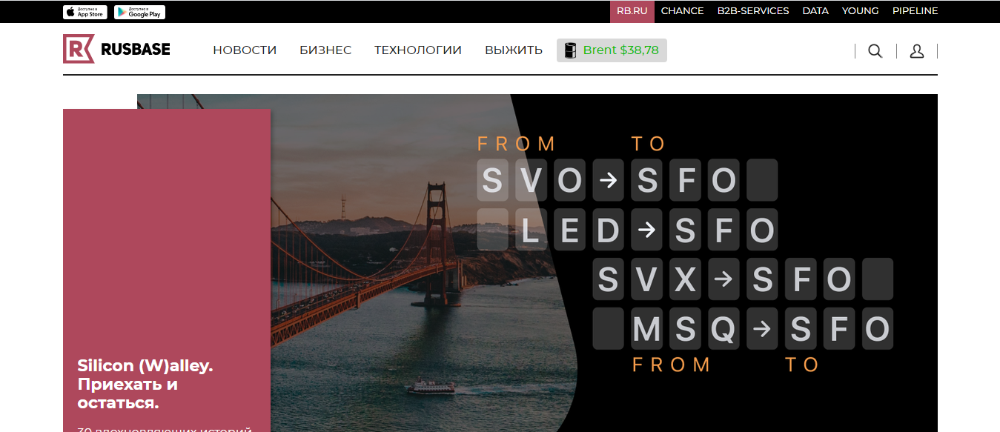 Доступно в
App Store
Доступно в
Google Play
RB.RU CHANCE B2B-SERVICES DATA YOUNG PIPELINE
RUSBASE
НОВОСТИ БИЗНЕС ТЕХНОЛОГИИ ВЫЖИТЬ Brent $38,78
FROM TO
SVO→SFO
LED→SFO
SVX→SFO
MSQ→SFO
FROM TO
Silicon (W)alley.
Приехать и
остаться.
30 вдохновляющих историй